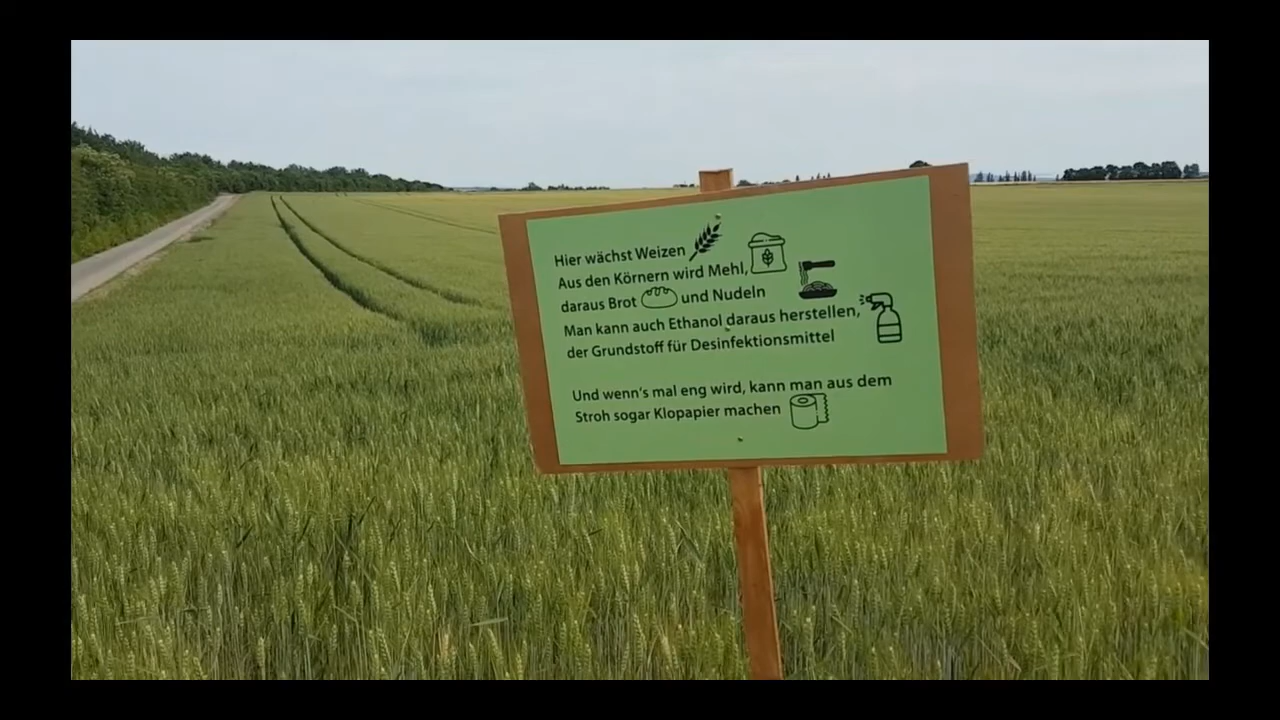 Hier wächst Weizen
Aus den Körnern wird Mehl,
daraus Brot und Nudeln
Man kann auch Ethanol daraus herstellen,
der Grundstoff für Desinfektionsmittel
Und wenn's mal eng wird, kann man aus dem
Stroh sogar Klopapier machen